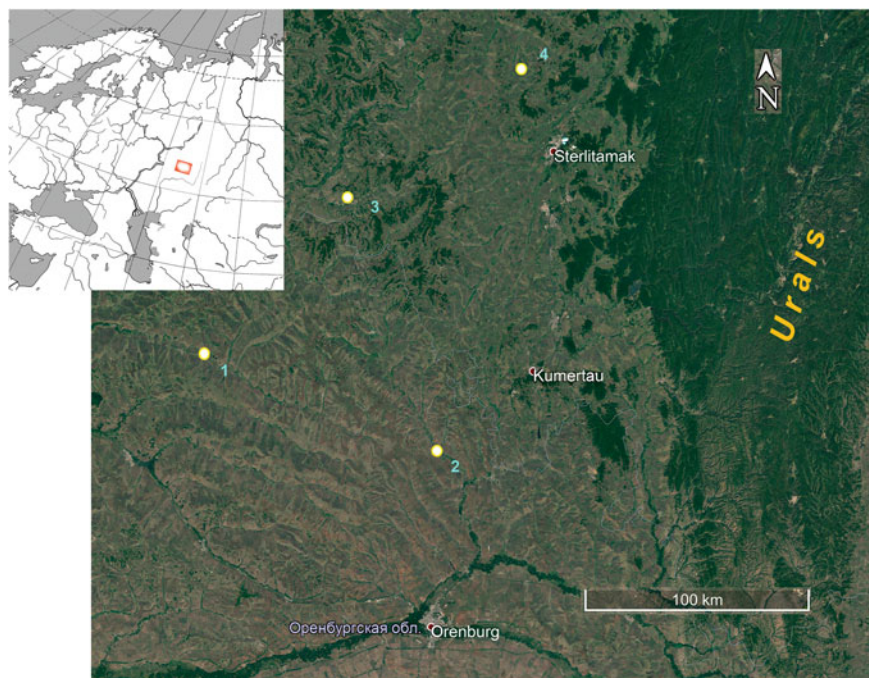 4
N
Sterlitamak
3
Urals
1
Kumertau
2
100 km
Оренбургская обл.
Orenburg